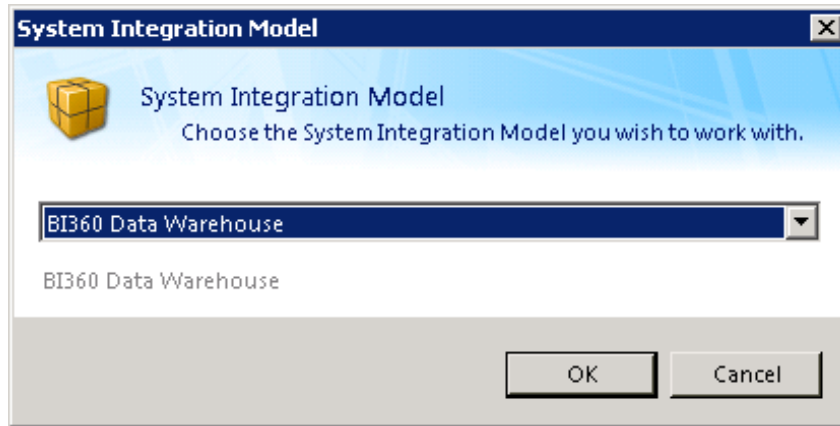 System Integration Model
System Integration Model
Choose the System Integration Model you wish to work with.
BI360 Data Warehouse
BI360 Data Warehouse
OK
Cancel